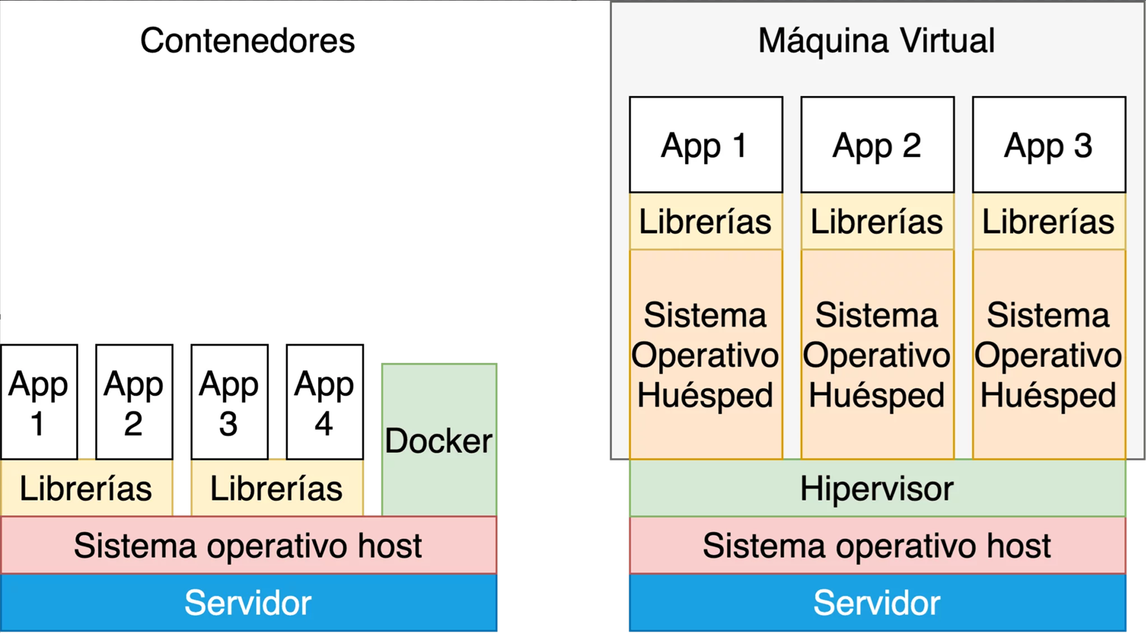 Contenedores
App
1
App
2
App
3
App
4
Docker
Librerías
Librerías
Sistema operativo host
Servidor
Máquina Virtual
App 1
App 2
App 3
Librerías
Librerías
Librerías
Sistema
Operativo
Huésped
Sistema
Operativo
Huésped
Sistema
Operativo
Huésped
Hipervisor
Sistema operativo host
Servidor